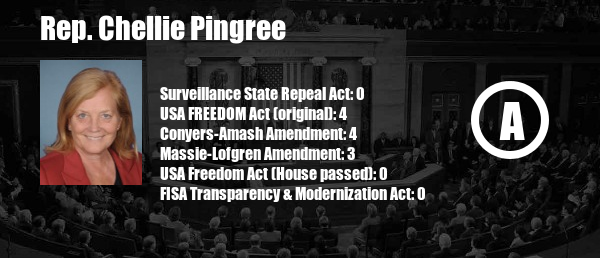 Rep. Chellie Pingree
Surveillance State Repeal Act: 0
USA FREEDOM Act (original): 4
Conyers-Amash Amendment: 4
Massie-Lofgren Amendment: 3
USA Freedom Act (House passed): 0
FISA Transparency & Modernization Act: 0
A